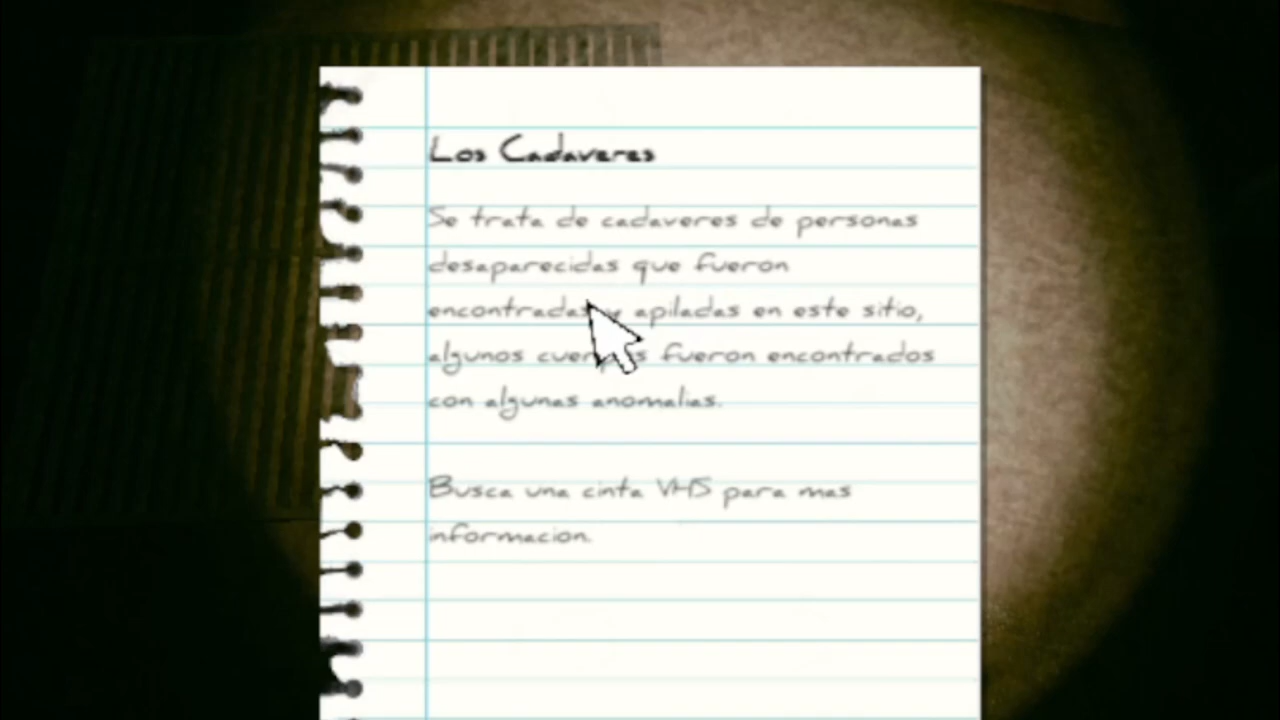 Los Cadaveres
Se trata de cadaveres de personas
desaparecidas que fueron
encontradas y apiladas en este sitio,
algunos cuerpos fueron encontrados
con algunas anomalias.
Busca una cinta VHS para mas
informacion.